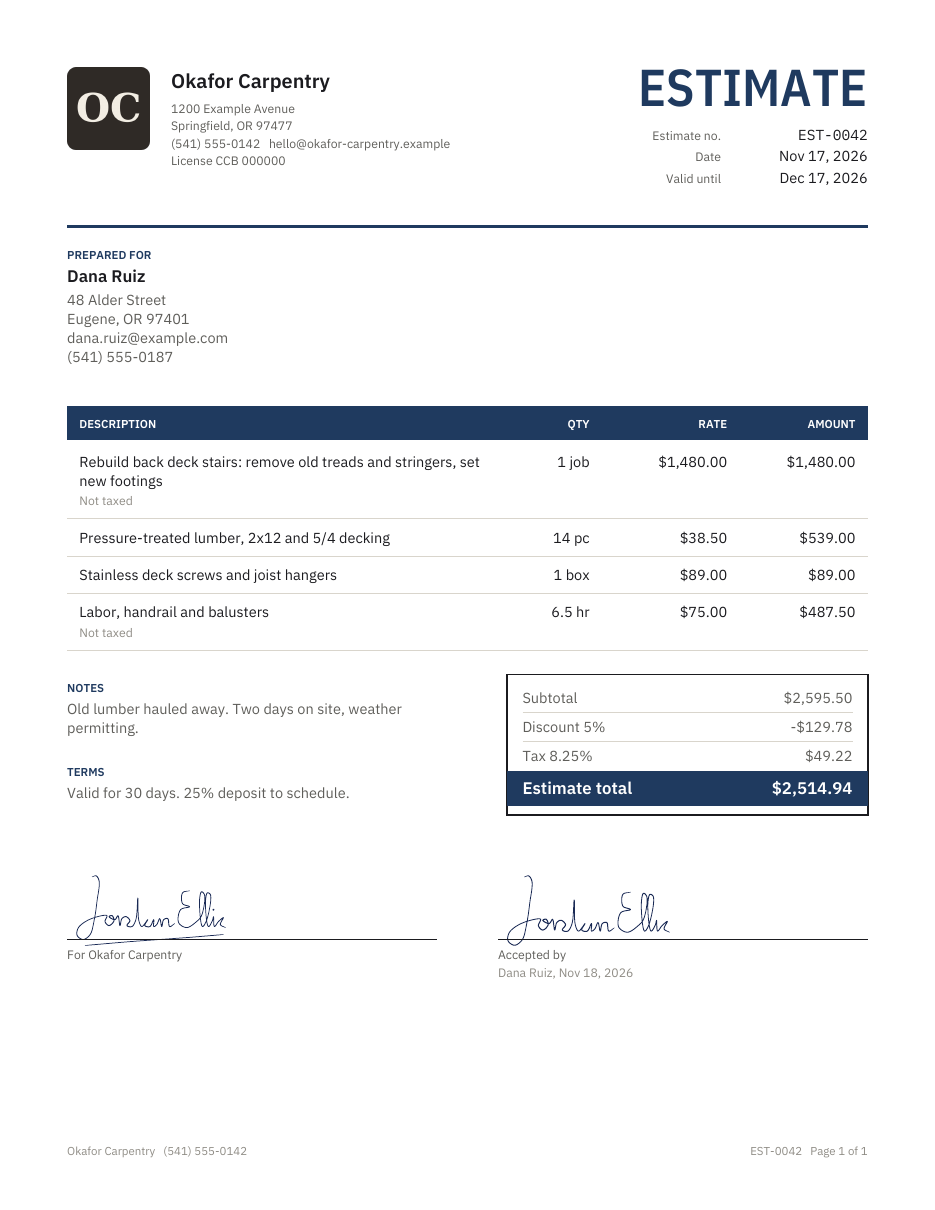 OC
Okafor Carpentry
1200 Example Avenue
Springfield, OR 97477
(541) 555-0142 hello@okafor-carpentry.example
License CCB 000000
ESTIMATE
Estimate no. EST-0042
Date Nov 17, 2026
Valid until Dec 17, 2026
PREPARED FOR
Dana Ruiz
48 Alder Street
Eugene, OR 97401
dana.ruiz@example.com
(541) 555-0187
DESCRIPTION QTY RATE AMOUNT
Rebuild back deck stairs: remove old treads and stringers, set 1 job $1,480.00 $1,480.00
new footings
Not taxed
Pressure-treated lumber, 2x12 and 5/4 decking 14 pc $38.50 $539.00
Stainless deck screws and joist hangers 1 box $89.00 $89.00
Labor, handrail and balusters 6.5 hr $75.00 $487.50
Not taxed
NOTES
Old lumber hauled away. Two days on site, weather
permitting.
TERMS
Valid for 30 days. 25% deposit to schedule.
Subtotal $2,595.50
Discount 5% -$129.78
Tax 8.25% $49.22
Estimate total $2,514.94
For Okafor Carpentry
Accepted by
Dana Ruiz, Nov 18, 2026
Okafor Carpentry (541) 555-0142
EST-0042 Page 1 of 1